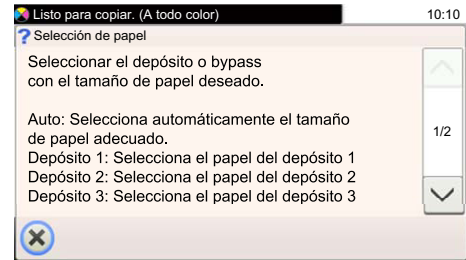 Listo para copiar. (A todo color)
10:10
? Selección de papel
Seleccionar el depósito o bypass
con el tamaño de papel deseado.
Auto: Selecciona automáticamente el tamaño
de papel adecuado.
1/2
Depósito 1: Selecciona el papel del depósito 1
Depósito 2: Selecciona el papel del depósito 2
Depósito 3: Selecciona el papel del depósito 3